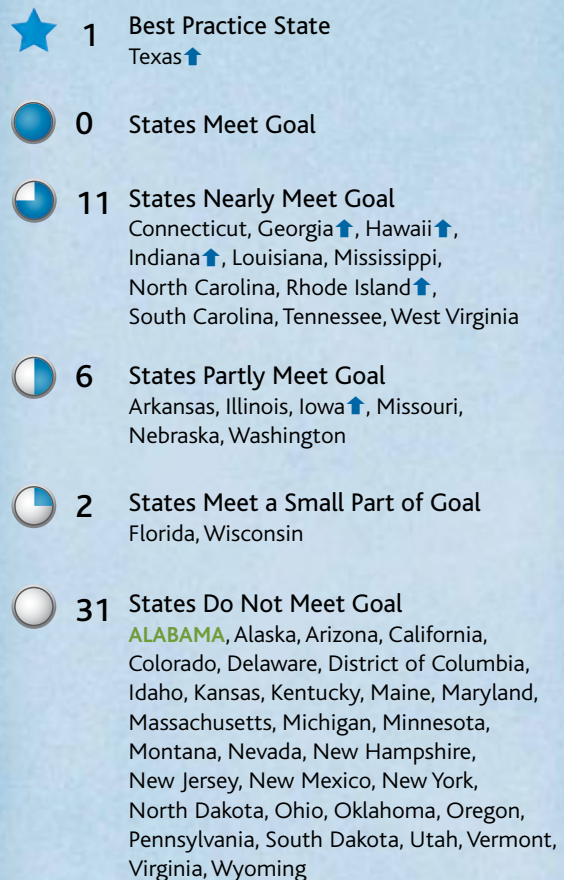 1 Best Practice State
Texas⬆
0 States Meet Goal
11 States Nearly Meet Goal
Connecticut, Georgia⬆, Hawaii⬆,
Indiana⬆, Louisiana, Mississippi,
North Carolina, Rhode Island⬆,
South Carolina, Tennessee, West Virginia
6 States Partly Meet Goal
Arkansas, Illinois, Iowa⬆, Missouri,
Nebraska, Washington
2 States Meet a Small Part of Goal
Florida, Wisconsin
31 States Do Not Meet Goal
ALABAMA, Alaska, Arizona, California,
Colorado, Delaware, District of Columbia,
Idaho, Kansas, Kentucky, Maine, Maryland,
Massachusetts, Michigan, Minnesota,
Montana, Nevada, New Hampshire,
New Jersey, New Mexico, New York,
North Dakota, Ohio, Oklahoma, Oregon,
Pennsylvania, South Dakota, Utah, Vermont,
Virginia, Wyoming